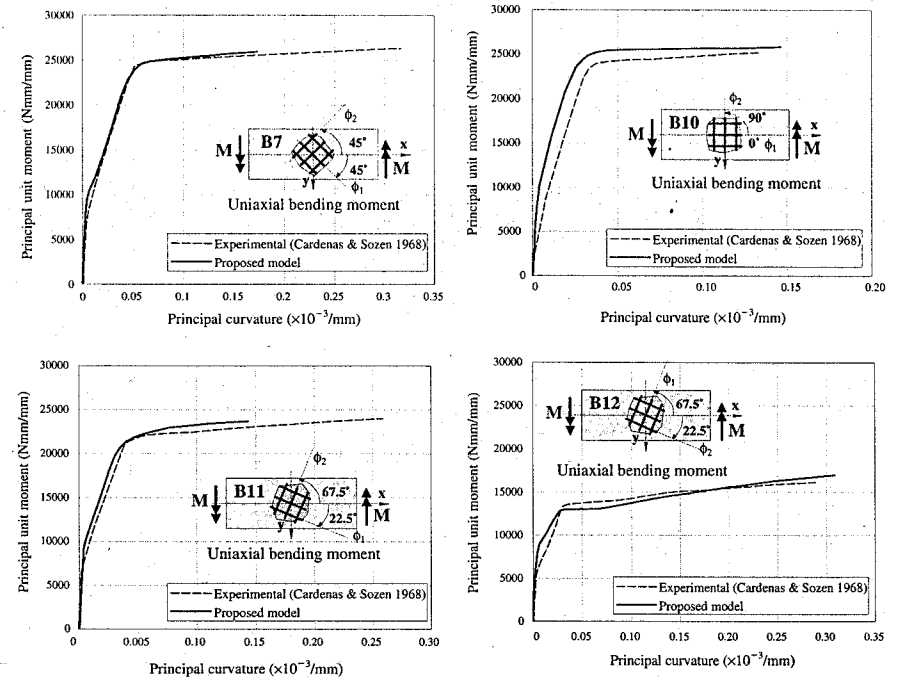 Principal unit moment (Nmm/mm)
30000
25000
20000
15000
10000
5000
0
B7
M
ϕ2
45°
45°
ϕ1
x
y
M
Uniaxial bending moment
Experimental (Cardenas & Sozen 1968)
Proposed model
0 0.05 0.1 0.15 0.2 0.25 0.3 0.35
Principal curvature (×10⁻³/mm)
Principal unit moment (Nmm/mm)
30000
25000
20000
15000
10000
5000
0
B10
M
ϕ2
90°
0° ϕ1
x
y
M
Uniaxial bending moment
Experimental (Cardenas & Sozen 1968)
Proposed model
0 0.05 0.10 0.15 0.20
Principal curvature (×10⁻³/mm)
Principal unit moment (Nmm/mm)
30000
25000
20000
15000
10000
5000
0
B11
M
ϕ2
67.5°
22.5°
ϕ1
x
y
M
Uniaxial bending moment
Experimental (Cardenas & Sozen 1968)
Proposed model
0 0.005 0.10 0.15 0.20 0.25 0.30
Principal curvature (×10⁻³/mm)
Principal unit moment (Nmm/mm)
30000
25000
20000
15000
10000
5000
0
B12
M
ϕ1
67.5°
22.5°
ϕ2
x
y
M
Uniaxial bending moment
Experimental (Cardenas & Sozen 1968)
Proposed model
0 0.05 0.10 0.15 0.20 0.25 0.30 0.35
Principal curvature (×10⁻³/mm)